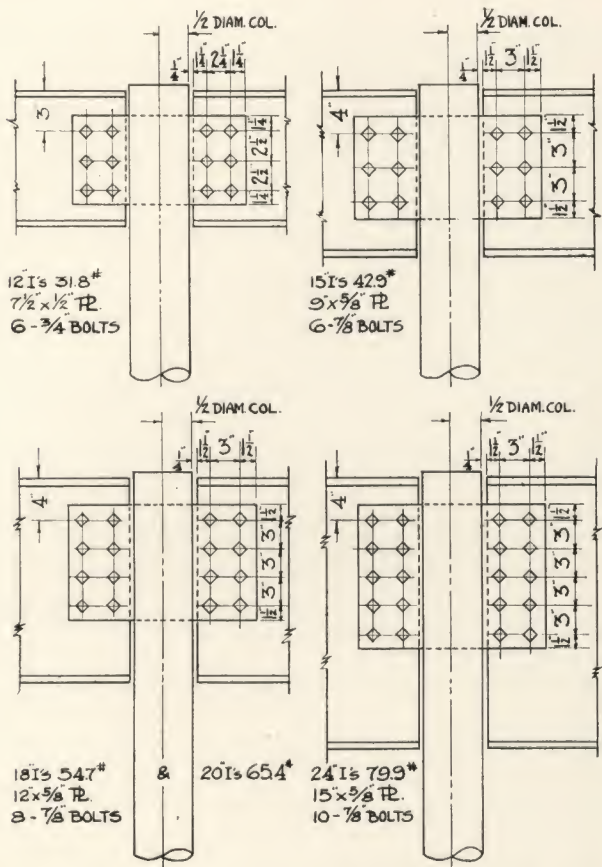 ½ DIAM. COL.
¼" 1¼" 2¼" 1¼"
3"
1¼" 2½" 2½" 1¼"
12"I's 31.8#
7½"x½" PL.
6-¾" BOLTS
½ DIAM. COL.
¼" 1½" 3" 1½"
4"
1½" 3" 3" 1½"
15"I's 42.9#
9"x⅝" PL.
6-⅞" BOLTS
½ DIAM. COL.
¼" 1½" 3" 1½"
4"
1½" 3" 3" 3" 1½"
18"I's 54.7# & 20"I's 65.4#
12"x⅝" PL.
8-⅞" BOLTS
½ DIAM. COL.
¼" 1½" 3" 1½"
4"
1½" 3" 3" 3" 3" 1½"
24"I's 79.9#
15"x⅝" PL.
10-⅞" BOLTS